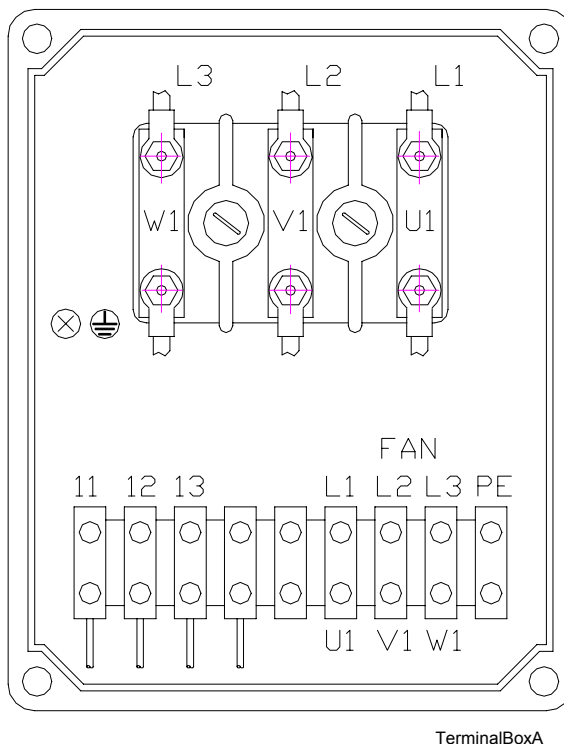 L3 L2 L1
W1 V1 U1
FAN
11 12 13 L1 L2 L3 PE
U1 V1 W1
TerminalBoxA